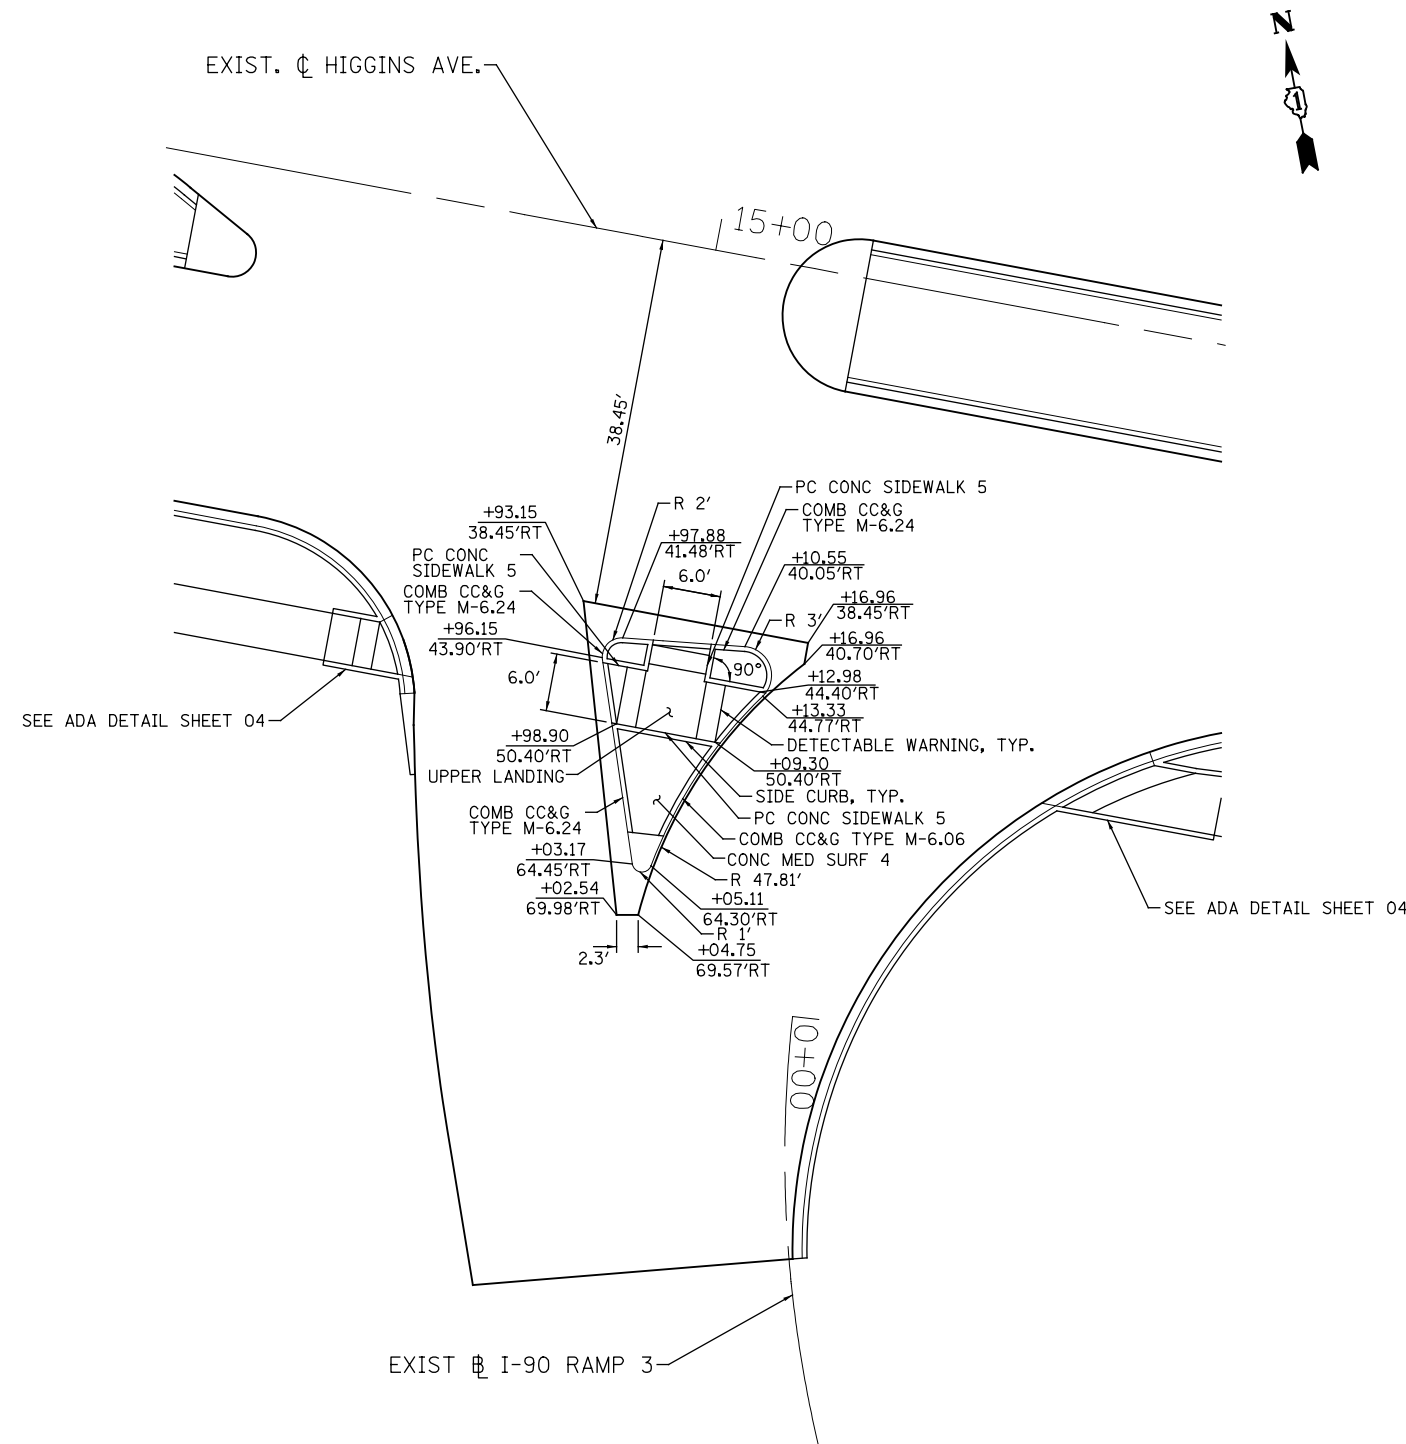 N
1
EXIST. ℄ HIGGINS AVE.
15+00
38.45'
PC CONC SIDEWALK 5
R 2'
COMB CC&G
TYPE M-6.24
+93.15
38.45'RT
+97.88
41.48'RT
PC CONC
SIDEWALK 5
+10.55
40.05'RT
6.0'
COMB CC&G
TYPE M-6.24
+16.96
38.45'RT
R 3'
+96.15
43.90'RT
+16.96
40.70'RT
90°
6.0'
+12.98
44.40'RT
+13.33
44.77'RT
SEE ADA DETAIL SHEET 04
+98.90
50.40'RT
DETECTABLE WARNING, TYP.
UPPER LANDING
+09.30
50.40'RT
SIDE CURB, TYP.
COMB CC&G
TYPE M-6.24
PC CONC SIDEWALK 5
COMB CC&G TYPE M-6.06
+03.17
64.45'RT
CONC MED SURF 4
R 47.81'
+02.54
69.98'RT
+05.11
64.30'RT
SEE ADA DETAIL SHEET 04
R 1'
2.3'
+04.75
69.57'RT
10+00
EXIST ⅊ I-90 RAMP 3